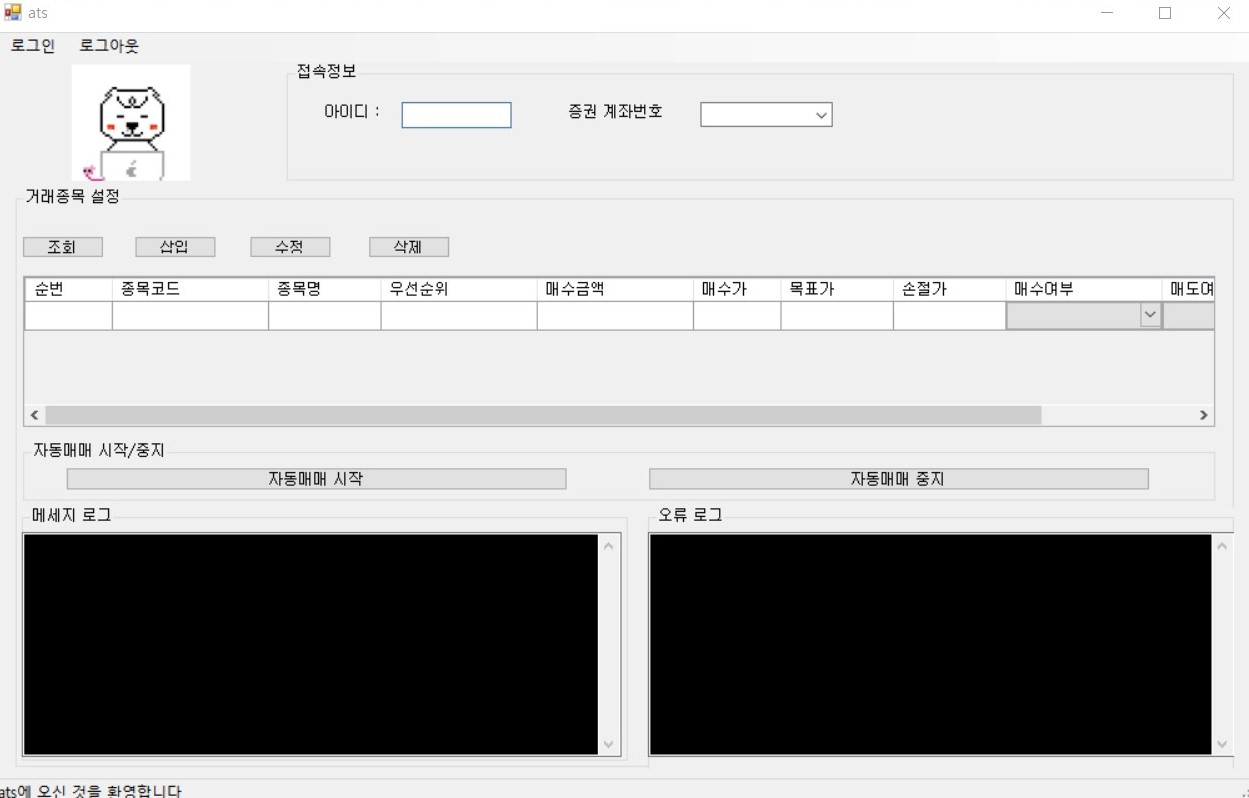 ats
로그인 로그아웃
접속정보
아이디 : 증권 계좌번호
거래종목 설정
조회 삽입 수정 삭제
순번 종목코드 종목명 우선순위 매수금액 매수가 목표가 손절가 매수여부 매도여
자동매매 시작/중지
자동매매 시작 자동매매 중지
메세지 로그 오류 로그
ats에 오신 것을 환영합니다